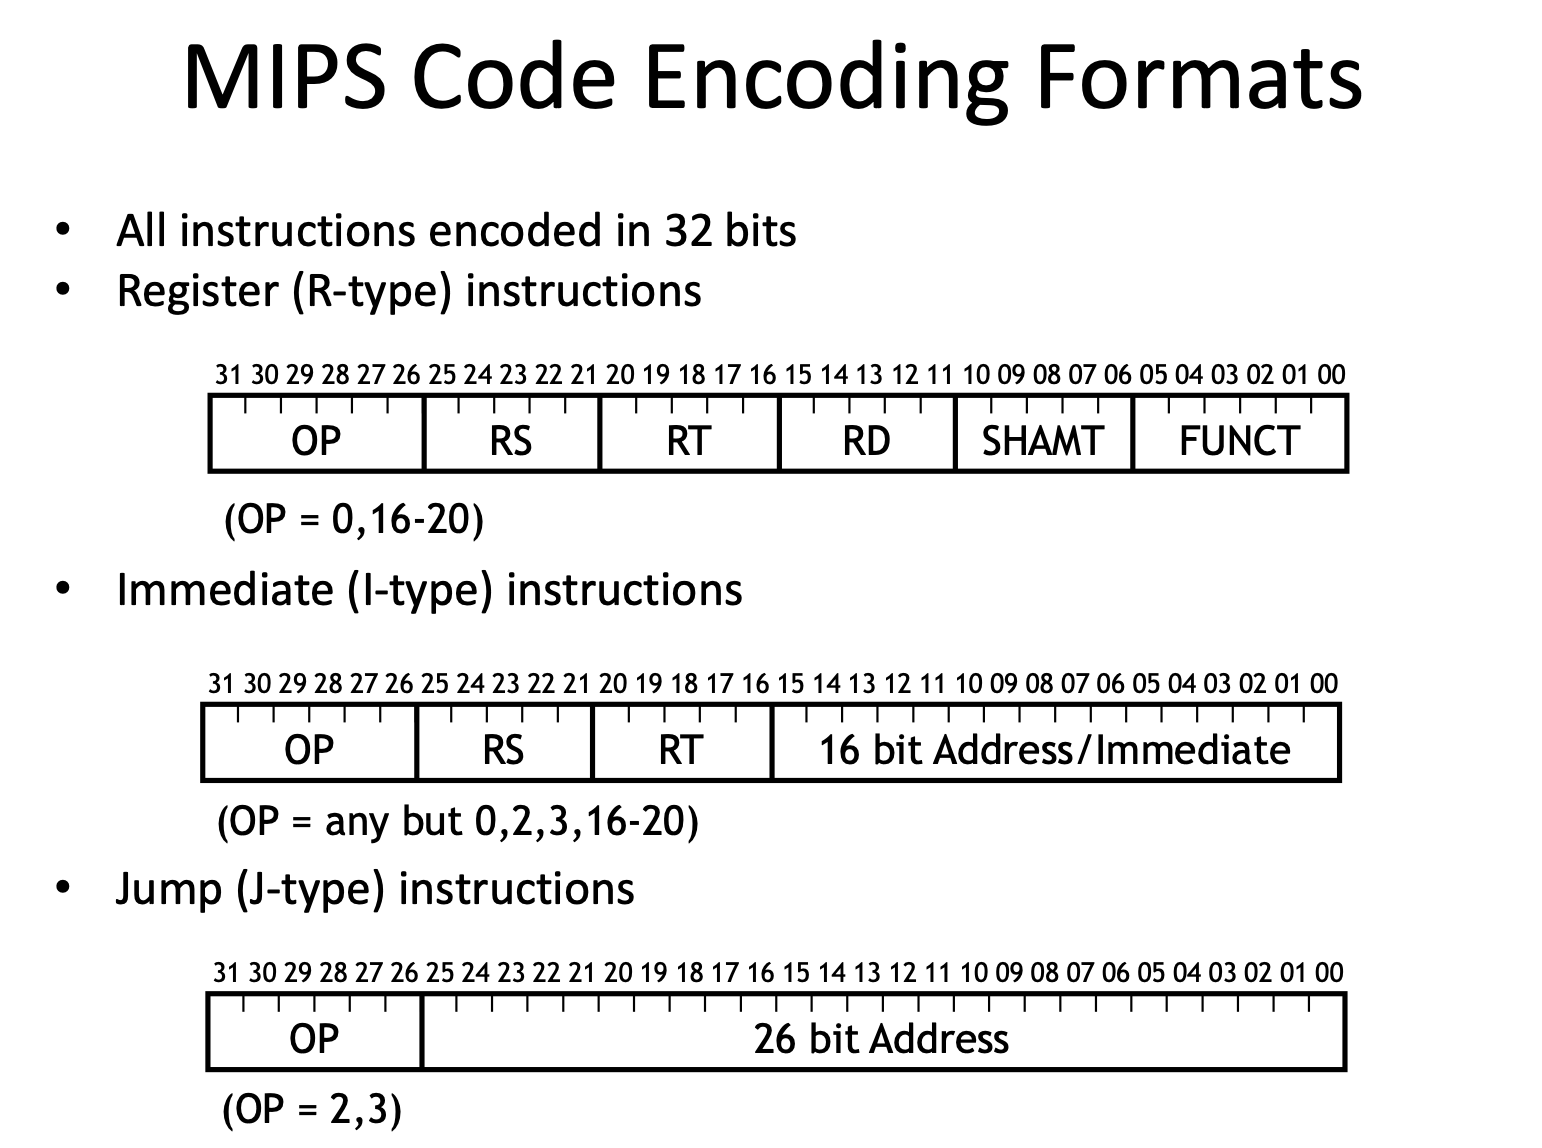 MIPS Code Encoding Formats
• All instructions encoded in 32 bits
• Register (R-type) instructions
31 30 29 28 27 26 25 24 23 22 21 20 19 18 17 16 15 14 13 12 11 10 09 08 07 06 05 04 03 02 01 00
OP RS RT RD SHAMT FUNCT
(OP = 0,16-20)
• Immediate (I-type) instructions
31 30 29 28 27 26 25 24 23 22 21 20 19 18 17 16 15 14 13 12 11 10 09 08 07 06 05 04 03 02 01 00
OP RS RT 16 bit Address/Immediate
(OP = any but 0,2,3,16-20)
• Jump (J-type) instructions
31 30 29 28 27 26 25 24 23 22 21 20 19 18 17 16 15 14 13 12 11 10 09 08 07 06 05 04 03 02 01 00
OP 26 bit Address
(OP = 2,3)